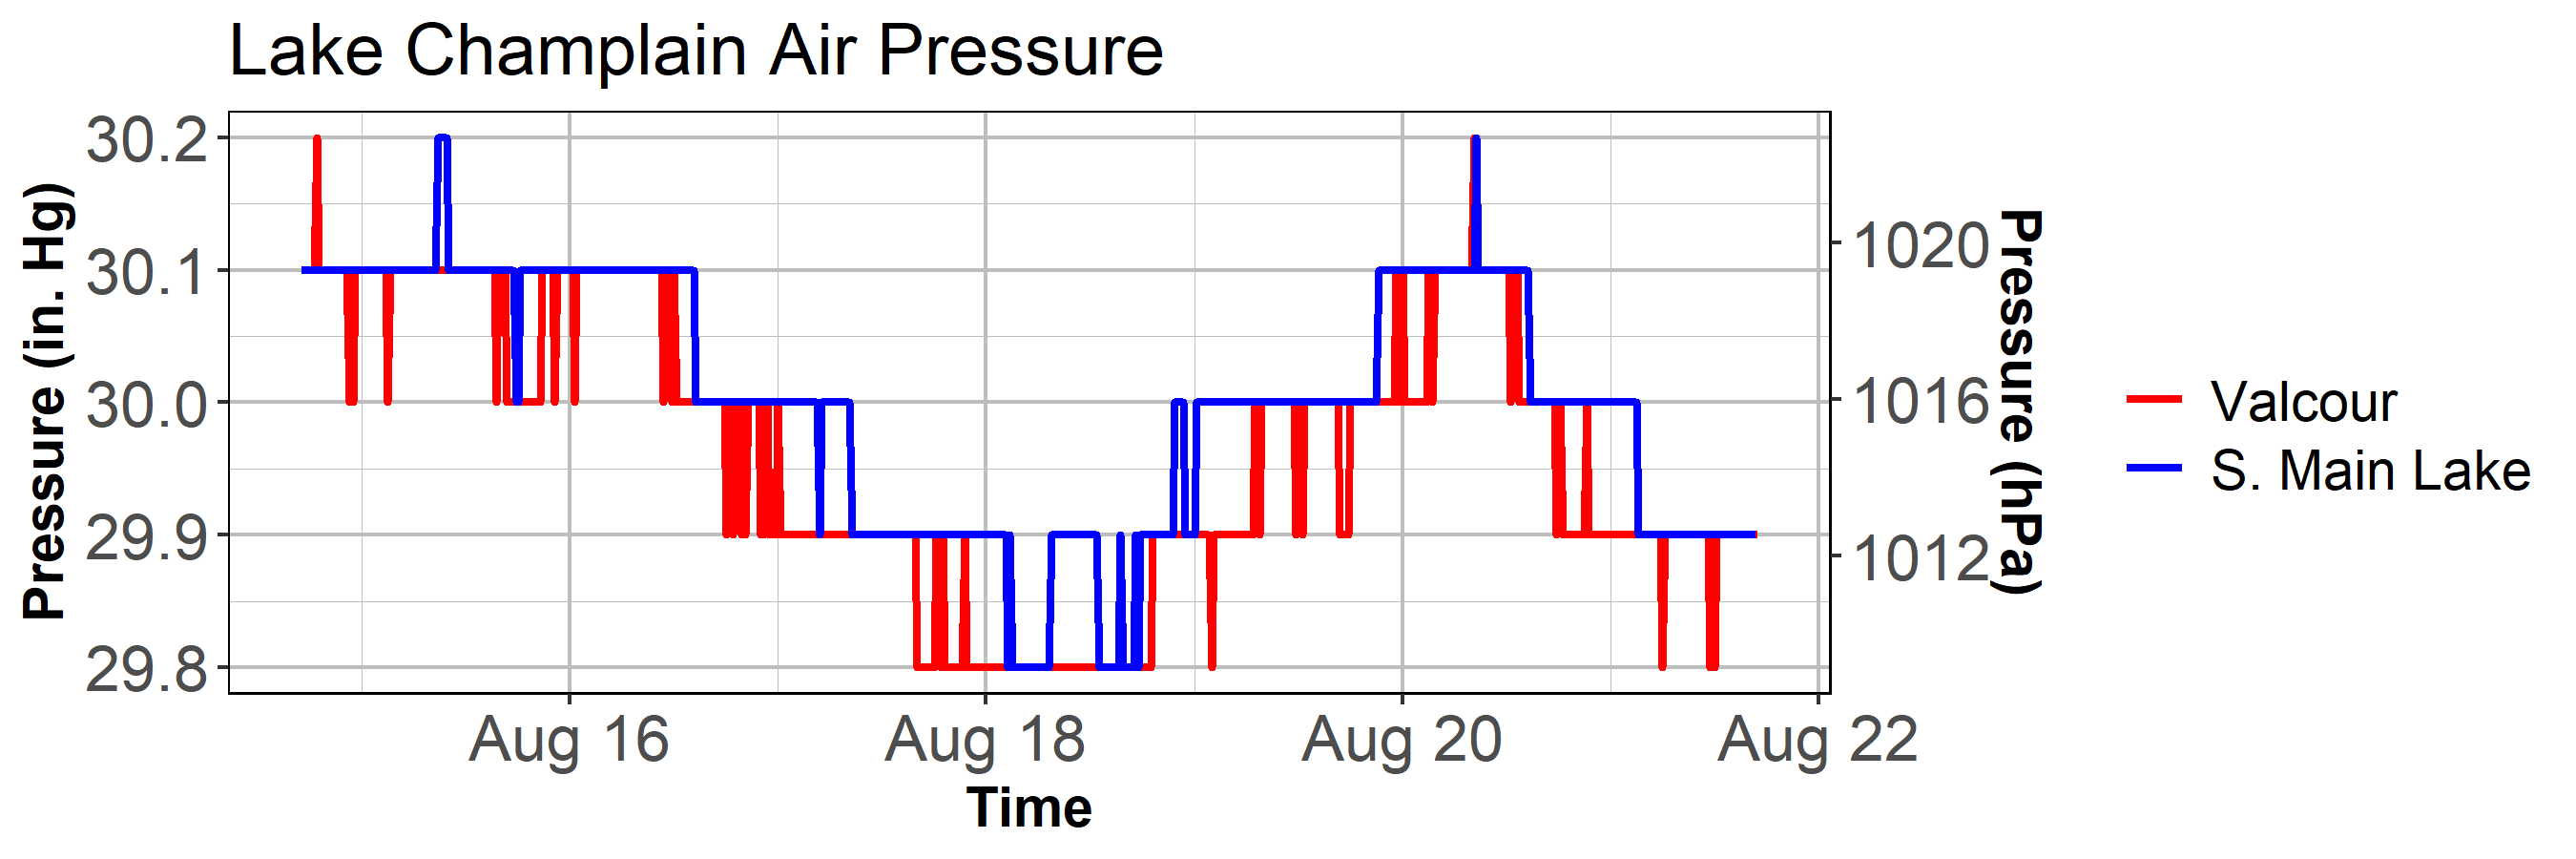 Lake Champlain Air Pressure
Pressure (in. Hg)
30.2
30.1
30.0
29.9
29.8
Aug 16
Aug 18
Aug 20
Aug 22
Time
1020
1016
1012
Pressure (hPa)
Valcour
S. Main Lake